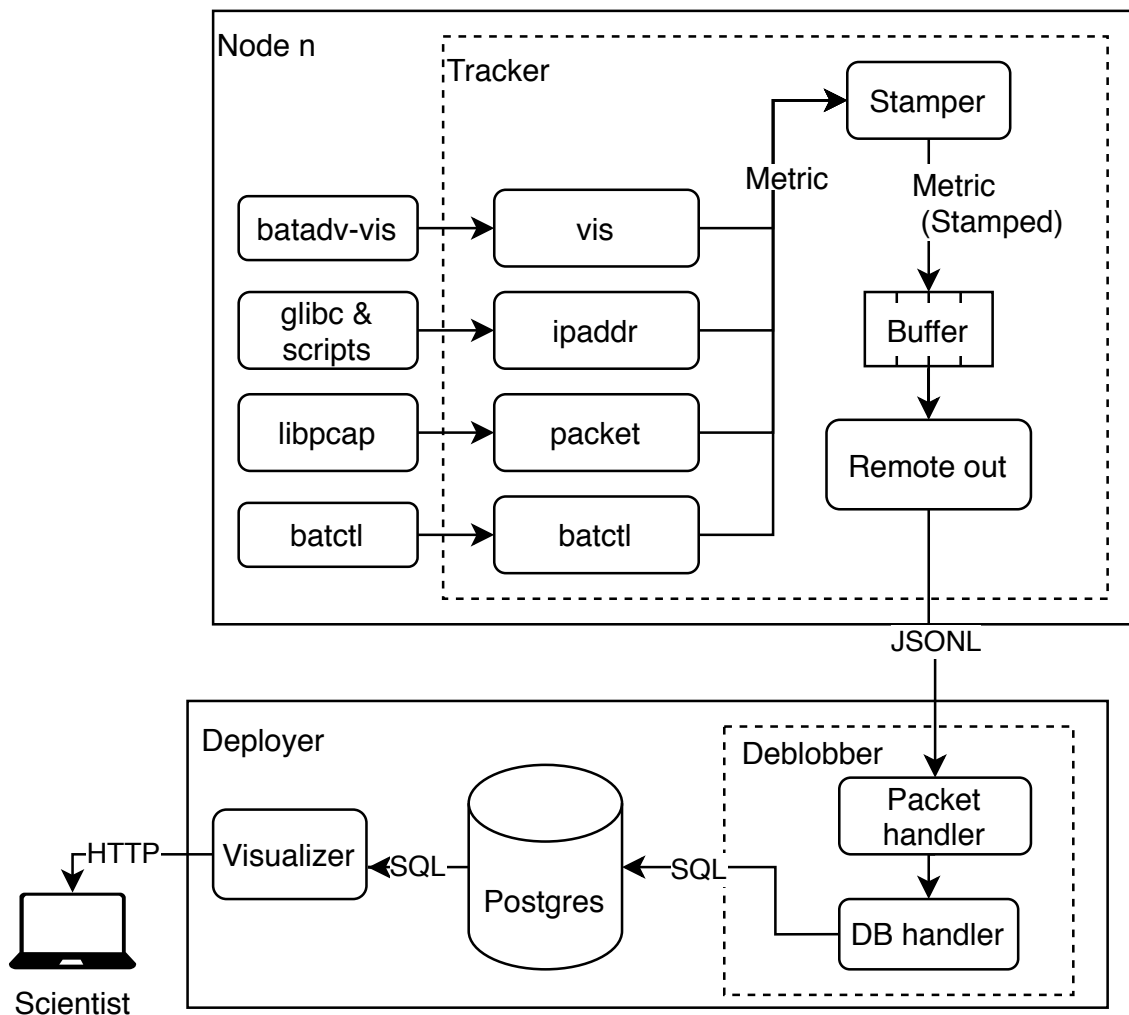 Node n
Tracker
Stamper
Metric
Metric
(Stamped)
batadv-vis
vis
glibc &
scripts
ipaddr
Buffer
libpcap
packet
Remote out
batctl
batctl
JSONL
Deployer
Deblobber
Packet
handler
HTTP
Visualizer
SQL
Postgres
SQL
DB handler
Scientist